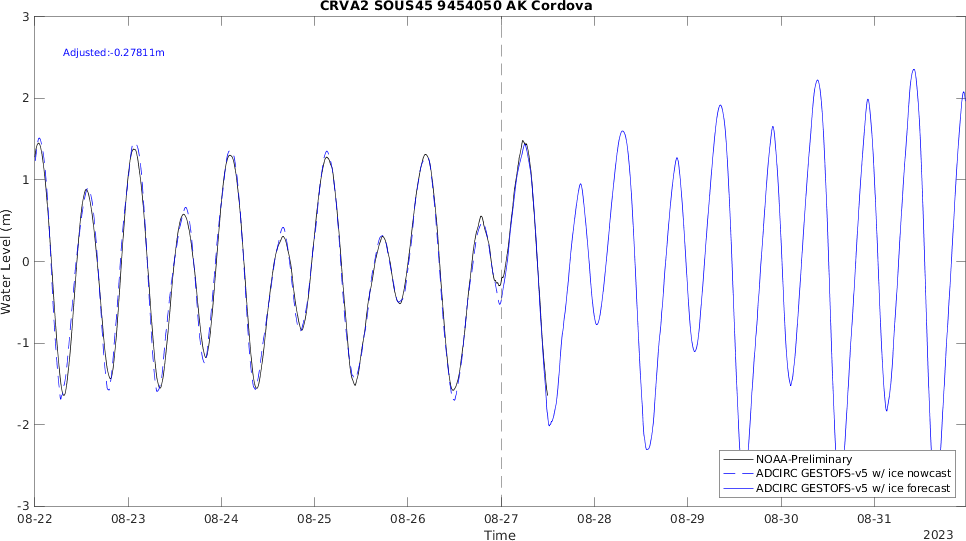 CRVA2 SOUS45 9454050 AK Cordova
Adjusted:-0.27811m
Water Level (m)
3
2
1
0
-1
-2
-3
NOAA-Preliminary
ADCIRC GESTOFS-v5 w/ ice nowcast
ADCIRC GESTOFS-v5 w/ ice forecast
08-22 08-23 08-24 08-25 08-26 08-27 08-28 08-29 08-30 08-31
Time
2023